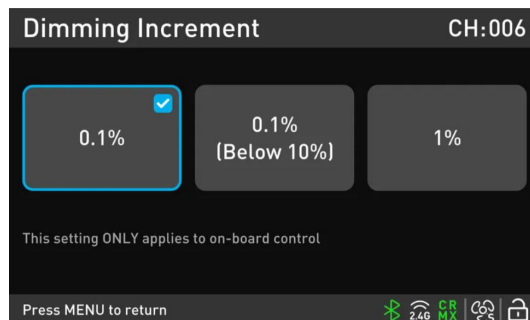 Dimming Increment CH:006
0.1%
0.1%
(Below 10%)
1%
This setting ONLY applies to on-board control
Press MENU to return
2.4G
CR
MX